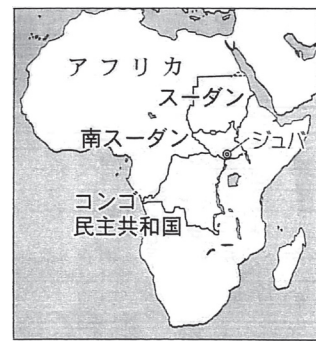 アフリカ
スーダン
南スーダン
ジュバ
コンゴ
民主共和国